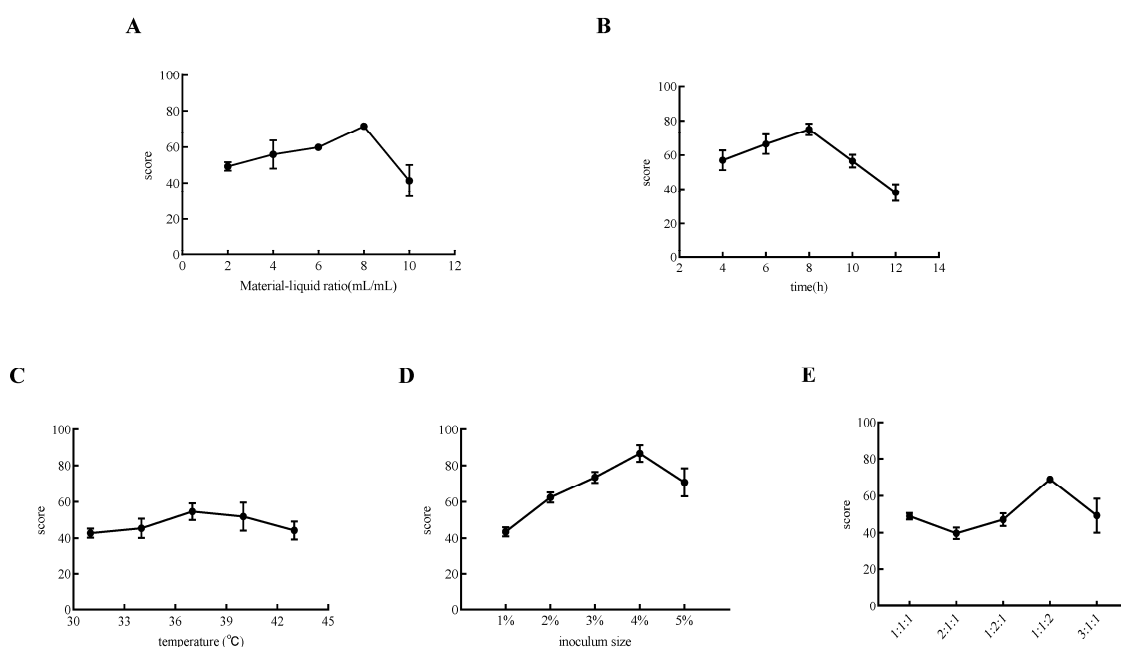 A
B
100
80
60
40
20
0
score
0 2 4 6 8 10 12
Material-liquid ratio(mL/mL)
100
80
60
40
20
0
score
2 4 6 8 10 12 14
time(h)
C
D
E
100
80
60
40
20
0
score
30 33 36 39 42 45
temperature (℃)
100
80
60
40
20
0
score
1% 2% 3% 4% 5%
inoculum size
100
80
60
40
20
0
score
1:1:1 2:1:1 1:2:1 1:1:2 3:1:1